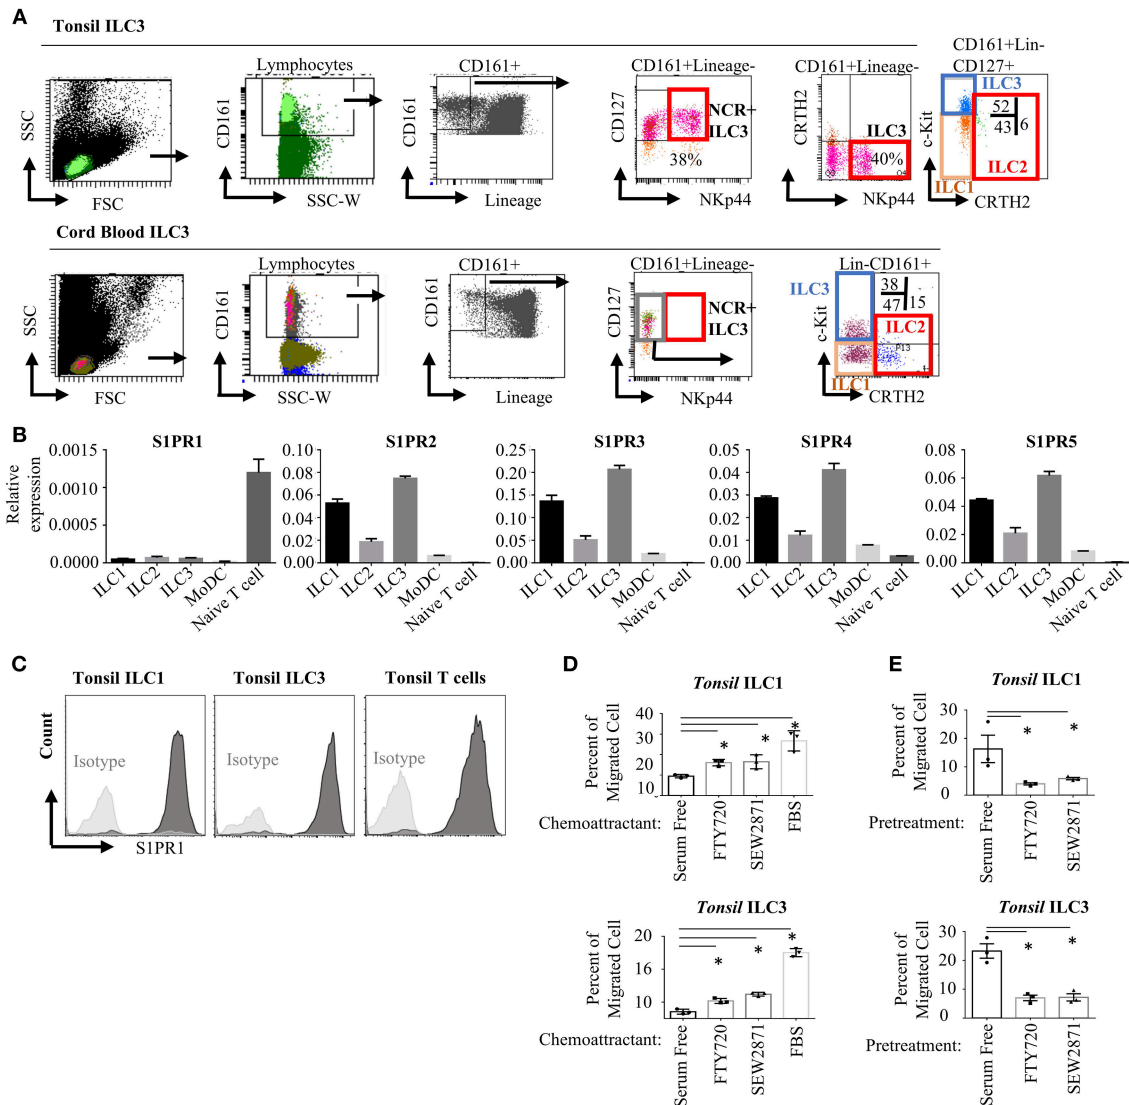 A
Tonsil ILC3
SSC
FSC
Lymphocytes
CD161
SSC-W
CD161+
CD161
Lineage
CD161+Lineage-
CD127
NCR+
ILC3
38%
NKp44
CD161+Lineage-
CRTH2
ILC3
40%
Q3
Q4
NKp44
CD161+Lin-
CD127+
ILC3
52
43
6
c-Kit
ILC2
ILC1
CRTH2
Cord Blood ILC3
SSC
FSC
Lymphocytes
CD161
SSC-W
CD161+
CD161
Lineage
CD161+Lineage-
CD127
NCR+
ILC3
NKp44
Lin-CD161+
ILC3
38
47
15
c-Kit
ILC2
P13
ILC1
CRTH2
B
Relative
expression
S1PR1
0.0015
0.0010
0.0005
0.0000
ILC1
ILC2
ILC3
MoDC
Naive T cell
S1PR2
0.10
0.08
0.06
0.04
0.02
0.00
ILC1
ILC2
ILC3
MoDC
Naive T cell
S1PR3
0.25
0.20
0.15
0.10
0.05
0.00
ILC1
ILC2
ILC3
MoDC
Naive T cell
S1PR4
0.05
0.04
0.03
0.02
0.01
0.00
ILC1
ILC2
ILC3
MoDC
Naive T cell
S1PR5
0.08
0.06
0.04
0.02
0.00
ILC1
ILC2
ILC3
MoDC
Naive T cell
C
Tonsil ILC1
Tonsil ILC3
Tonsil T cells
Count
Isotype
Isotype
Isotype
S1PR1
D
Tonsil ILC1
Percent of
Migrated Cell
40
30
20
10
*
*
*
Chemoattractant:
Serum Free
FTY720
SEW2871
FBS
Tonsil ILC3
Percent of
Migrated Cell
20
16
10
*
*
*
Chemoattractant:
Serum Free
FTY720
SEW2871
FBS
E
Tonsil ILC1
Percent of
Migrated Cell
30
20
10
0
*
*
Pretreatment:
Serum Free
FTY720
SEW2871
Tonsil ILC3
Percent of
Migrated Cell
30
20
10
0
*
*
Pretreatment:
Serum Free
FTY720
SEW2871